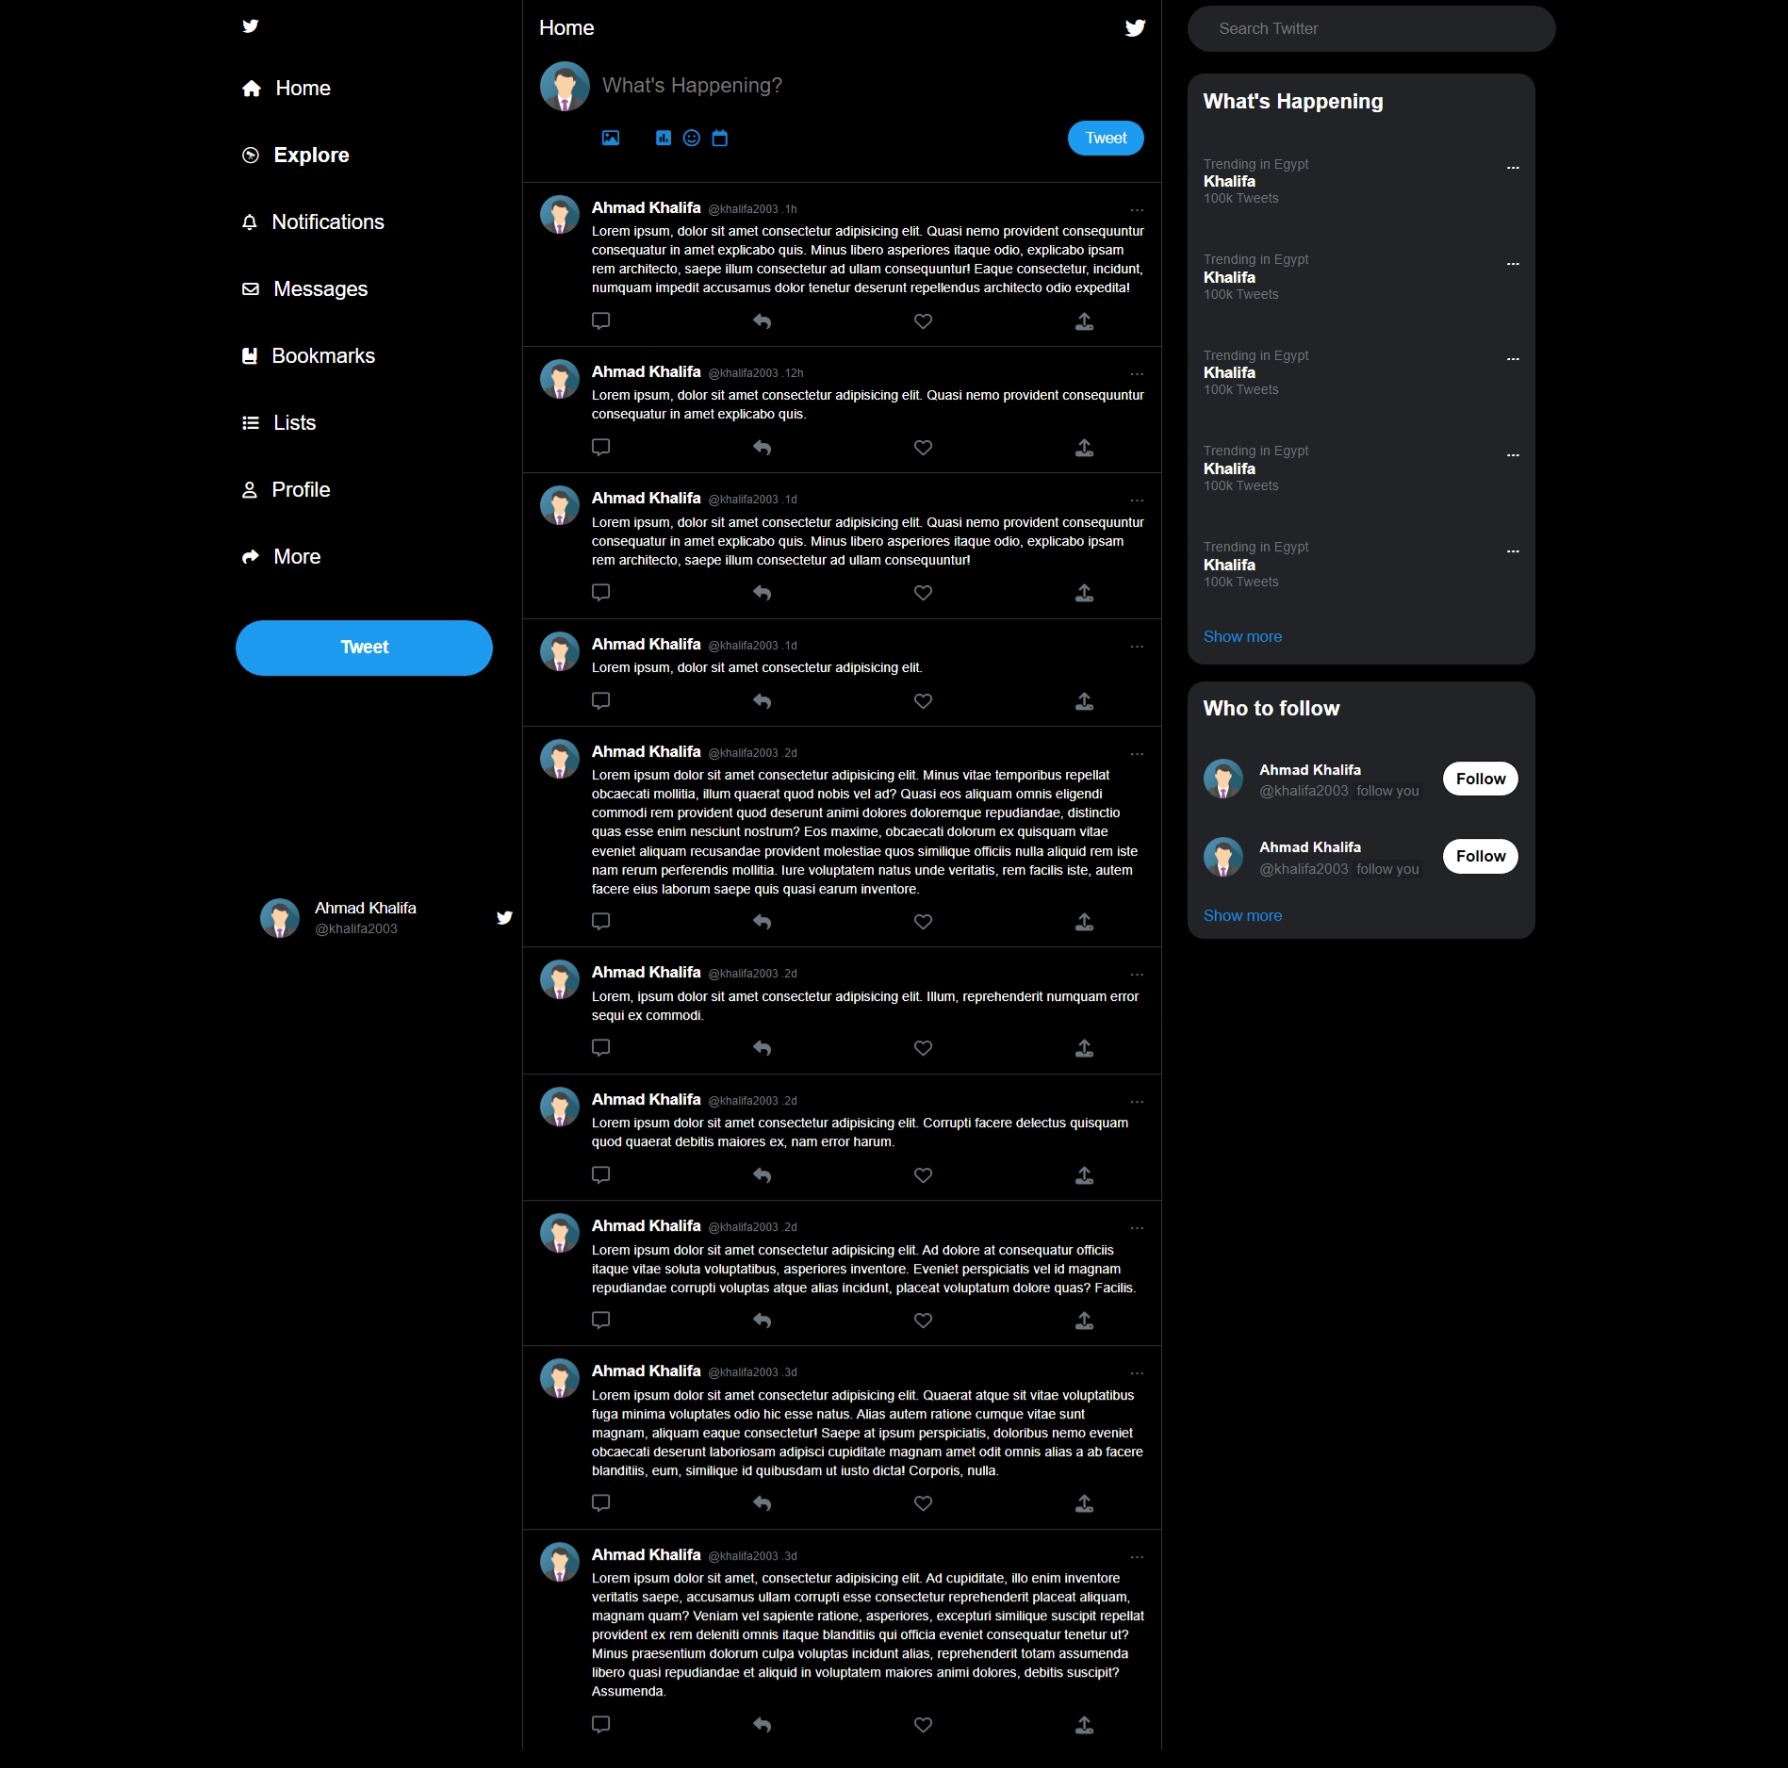 Home
Explore
Notifications
Messages
Bookmarks
Lists
Profile
More
Tweet
Ahmad Khalifa
@khalifa2003
Home
What's Happening?
Tweet
Ahmad Khalifa @khalifa2003 .1h
Lorem ipsum, dolor sit amet consectetur adipisicing elit. Quasi nemo provident consequuntur
consequatur in amet explicabo quis. Minus libero asperiores itaque odio, explicabo ipsam
rem architecto, saepe illum consectetur ad ullam consequuntur! Eaque consectetur, incidunt,
numquam impedit accusamus dolor tenetur deserunt repellendus architecto odio expedita!
Ahmad Khalifa @khalifa2003 .12h
Lorem ipsum, dolor sit amet consectetur adipisicing elit. Quasi nemo provident consequuntur
consequatur in amet explicabo quis.
Ahmad Khalifa @khalifa2003 .1d
Lorem ipsum, dolor sit amet consectetur adipisicing elit. Quasi nemo provident consequuntur
consequatur in amet explicabo quis. Minus libero asperiores itaque odio, explicabo ipsam
rem architecto, saepe illum consectetur ad ullam consequuntur!
Ahmad Khalifa @khalifa2003 .1d
Lorem ipsum, dolor sit amet consectetur adipisicing elit.
Ahmad Khalifa @khalifa2003 .2d
Lorem ipsum dolor sit amet consectetur adipisicing elit. Minus vitae temporibus repellat
obcaecati mollitia, illum quaerat quod nobis vel ad? Quasi eos aliquam omnis eligendi
commodi rem provident quod deserunt animi dolores doloremque repudiandae, distinctio
quas esse enim nesciunt nostrum? Eos maxime, obcaecati dolorum ex quisquam vitae
eveniet aliquam recusandae provident molestiae quos similique officiis nulla aliquid rem iste
nam rerum perferendis mollitia. Iure voluptatem natus unde veritatis, rem facilis iste, autem
facere eius laborum saepe quis quasi earum inventore.
Ahmad Khalifa @khalifa2003 .2d
Lorem, ipsum dolor sit amet consectetur adipisicing elit. Illum, reprehenderit numquam error
sequi ex commodi.
Ahmad Khalifa @khalifa2003 .2d
Lorem ipsum dolor sit amet consectetur adipisicing elit. Corrupti facere delectus quisquam
quod quaerat debitis maiores ex, nam error harum.
Ahmad Khalifa @khalifa2003 .2d
Lorem ipsum dolor sit amet consectetur adipisicing elit. Ad dolore at consequatur officiis
itaque vitae soluta voluptatibus, asperiores inventore. Eveniet perspiciatis vel id magnam
repudiandae corrupti voluptas atque alias incidunt, placeat voluptatum dolore quas? Facilis.
Ahmad Khalifa @khalifa2003 .3d
Lorem ipsum dolor sit amet consectetur adipisicing elit. Quaerat atque sit vitae voluptatibus
fuga minima voluptates odio hic esse natus. Alias autem ratione cumque vitae sunt
magnam, aliquam eaque consectetur! Saepe at ipsum perspiciatis, doloribus nemo eveniet
obcaecati deserunt laboriosam adipisci cupiditate magnam amet odit omnis alias a ab facere
blanditiis, eum, similique id quibusdam ut iusto dicta! Corporis, nulla.
Ahmad Khalifa @khalifa2003 .3d
Lorem ipsum dolor sit amet, consectetur adipisicing elit. Ad cupiditate, illo enim inventore
veritatis saepe, accusamus ullam corrupti esse consectetur reprehenderit placeat aliquam,
magnam quam? Veniam vel sapiente ratione, asperiores, excepturi similique suscipit repellat
provident ex rem deleniti omnis itaque blanditiis qui officia eveniet consequatur tenetur ut?
Minus praesentium dolorum culpa voluptas incidunt alias, reprehenderit totam assumenda
libero quasi repudiandae et aliquid in voluptatem maiores animi dolores, debitis suscipit?
Assumenda.
Search Twitter
What's Happening
Trending in Egypt
Khalifa
100k Tweets
Trending in Egypt
Khalifa
100k Tweets
Trending in Egypt
Khalifa
100k Tweets
Trending in Egypt
Khalifa
100k Tweets
Trending in Egypt
Khalifa
100k Tweets
Show more
Who to follow
Ahmad Khalifa
@khalifa2003 follow you
Follow
Ahmad Khalifa
@khalifa2003 follow you
Follow
Show more